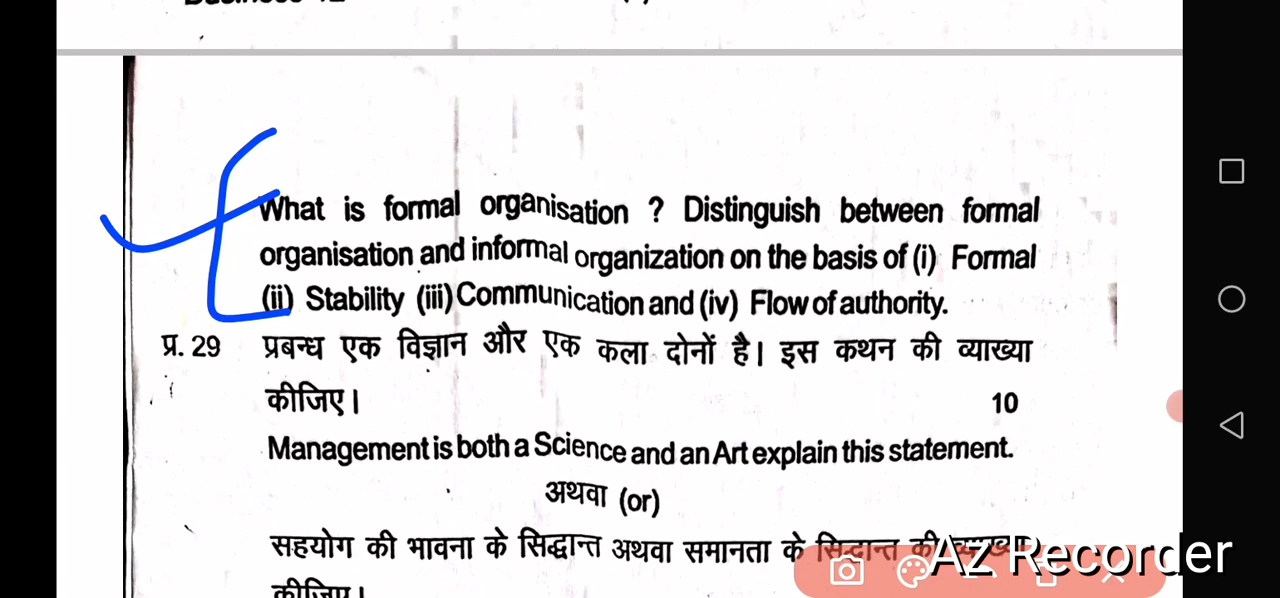 What is formal organisation ? Distinguish between formal
organisation and informal organization on the basis of (i) Formal
(ii) Stability (iii) Communication and (iv) Flow of authority.
प्र. 29 प्रबन्ध एक विज्ञान और एक कला दोनों है। इस कथन की व्याख्या
कीजिए। 10
Management is both a Science and an Art explain this statement.
अथवा (or)
सहयोग की भावना के सिद्धान्त अथवा समानता के सिद्धान्त की
Az Recorder
कीजिए।